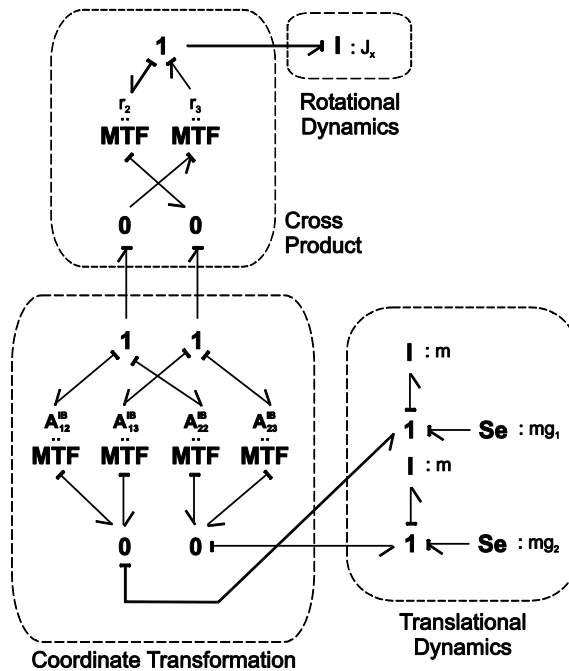 1 I : Jₓ
r₂ r₃
.. ..
MTF MTF
Rotational
Dynamics
0 0
Cross
Product
1 1
I : m
A₁₂ᴵᴮ A₁₃ᴵᴮ A₂₂ᴵᴮ A₂₃ᴵᴮ
.. .. .. ..
1 Se : mg₁
MTF MTF MTF MTF
I : m
0 0 1 Se : mg₂
Translational
Dynamics
Coordinate Transformation